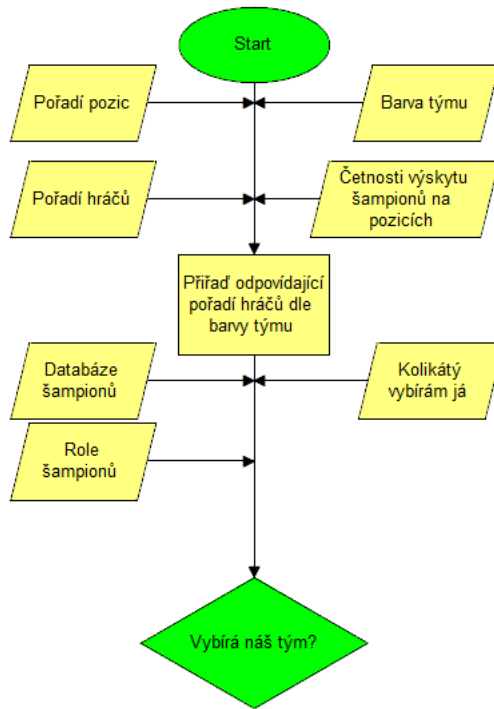 Start
Pořadí pozic
Barva týmu
Pořadí hráčů
Četnosti výskytu
šampionů na
pozicích
Přiřaď odpovídající
pořadí hráčů dle
barvy týmu
Databáze
šampionů
Kolikátý
vybírám já
Role
šampionů
Vybírá náš tým?